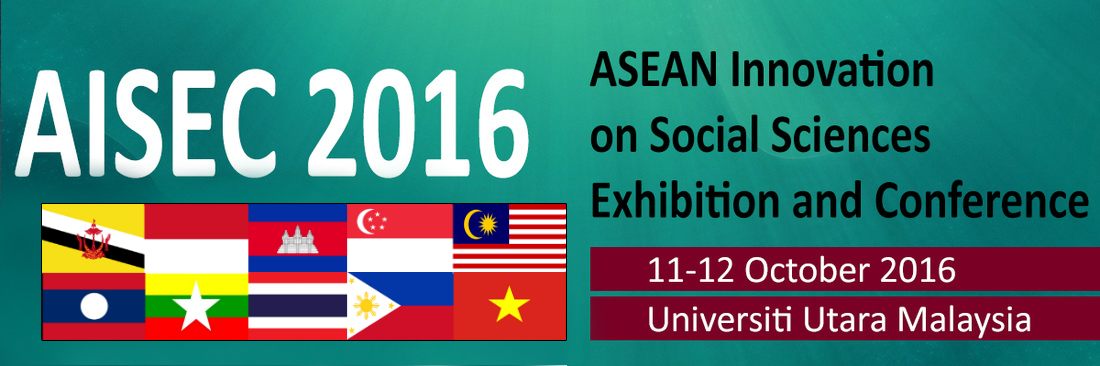 AISEC 2016
ASEAN Innovation
on Social Sciences
Exhibition and Conference
11-12 October 2016
Universiti Utara Malaysia